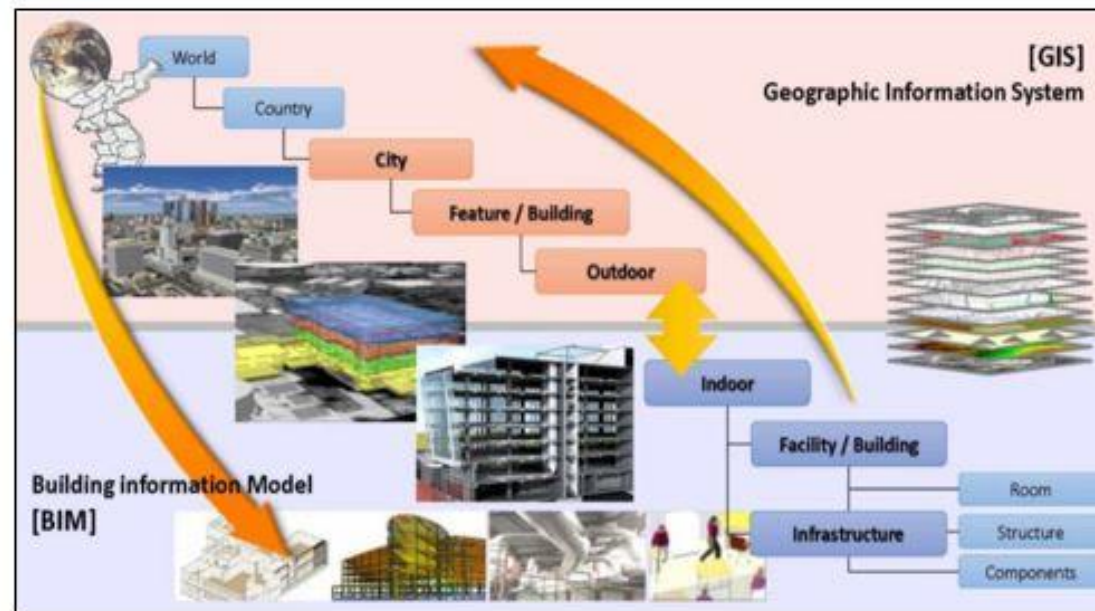 World
[GIS]
Geographic Information System
Country
City
Feature / Building
Outdoor
Indoor
Facility / Building
Building information Model
[BIM]
Room
Infrastructure
Structure
Components